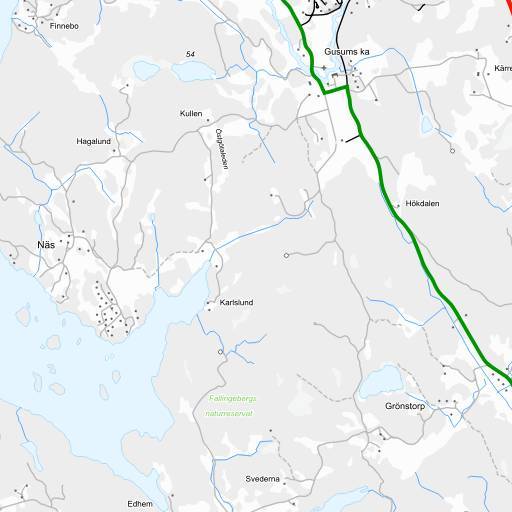 Finnebo
54
Gusums ka
Kärre
Kullen
Hagalund
Östgötaleden
Hökdalen
Näs
Karlslund
Fallingebergs
naturreservat
Grönstorp
Svederna
Edhem